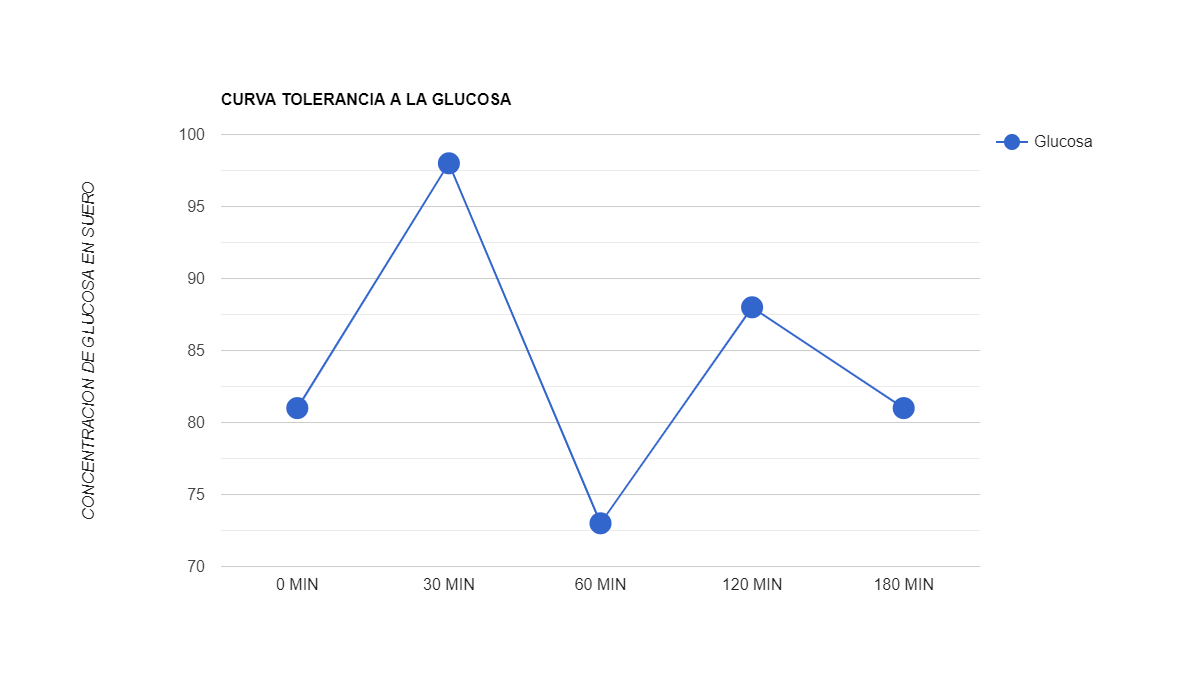 CURVA TOLERANCIA A LA GLUCOSA
Glucosa
CONCENTRACION DE GLUCOSA EN SUERO
100
95
90
85
80
75
70
0 MIN
30 MIN
60 MIN
120 MIN
180 MIN